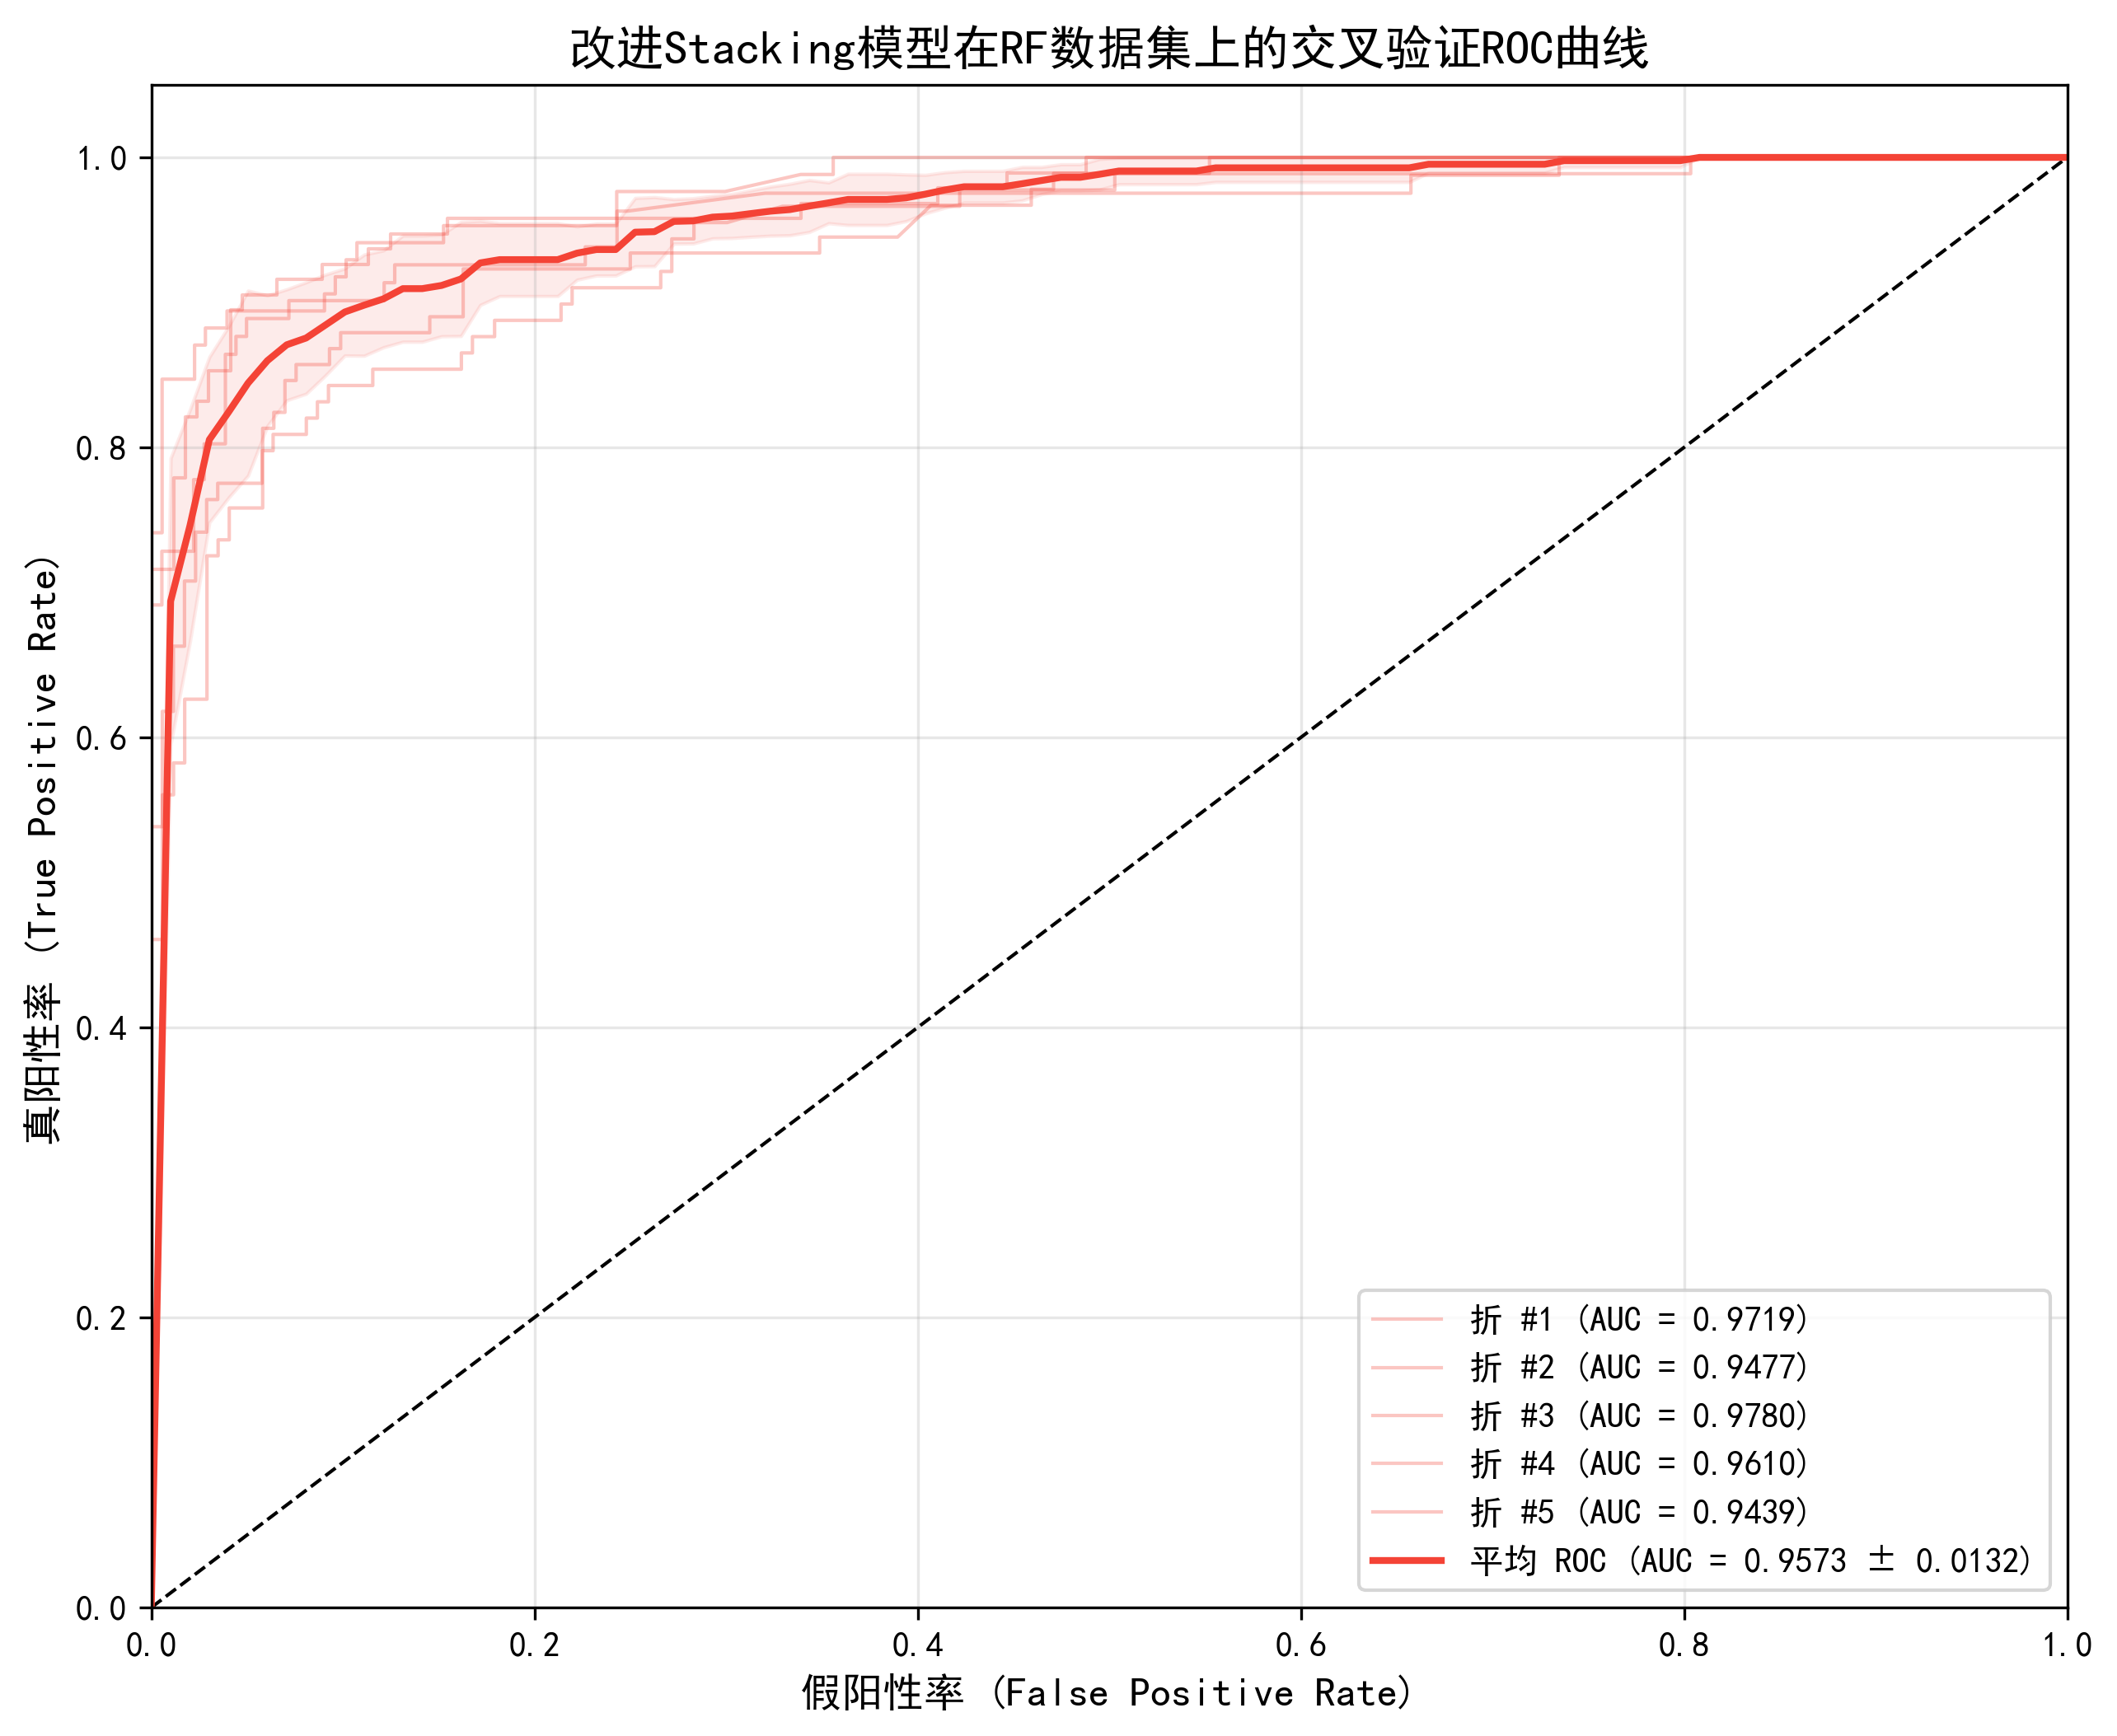 改进Stacking模型在RF数据集上的交叉验证ROC曲线
真阳性率 (True Positive Rate)
1.0
0.8
0.6
0.4
0.2
0.0
0.0 0.2 0.4 0.6 0.8 1.0
假阳性率 (False Positive Rate)
折 #1 (AUC = 0.9719)
折 #2 (AUC = 0.9477)
折 #3 (AUC = 0.9780)
折 #4 (AUC = 0.9610)
折 #5 (AUC = 0.9439)
平均 ROC (AUC = 0.9573 ± 0.0132)